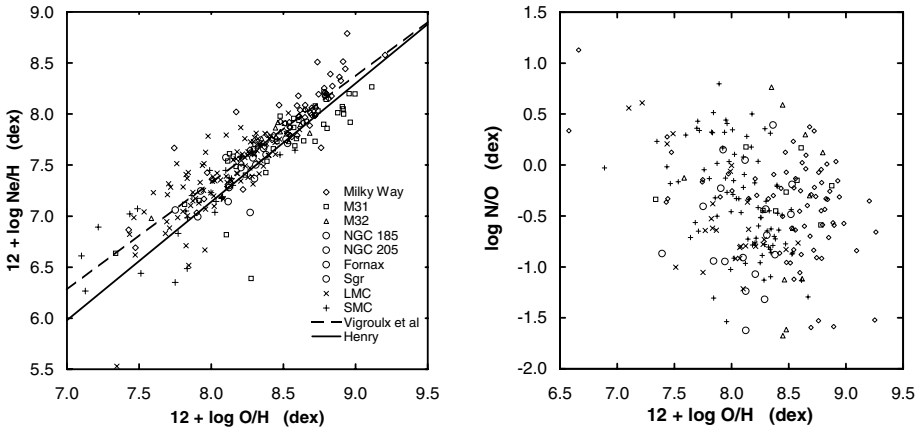 9.0
8.5
8.0
7.5
7.0
6.5
6.0
5.5
12 + log Ne/H (dex)
7.0 7.5 8.0 8.5 9.0 9.5
12 + log O/H (dex)
Milky Way
M31
M32
NGC 185
NGC 205
Fornax
Sgr
LMC
SMC
Vigroulx et al
Henry
1.5
1.0
0.5
0.0
-0.5
-1.0
-1.5
-2.0
log N/O (dex)
6.5 7.0 7.5 8.0 8.5 9.0 9.5
12 + log O/H (dex)